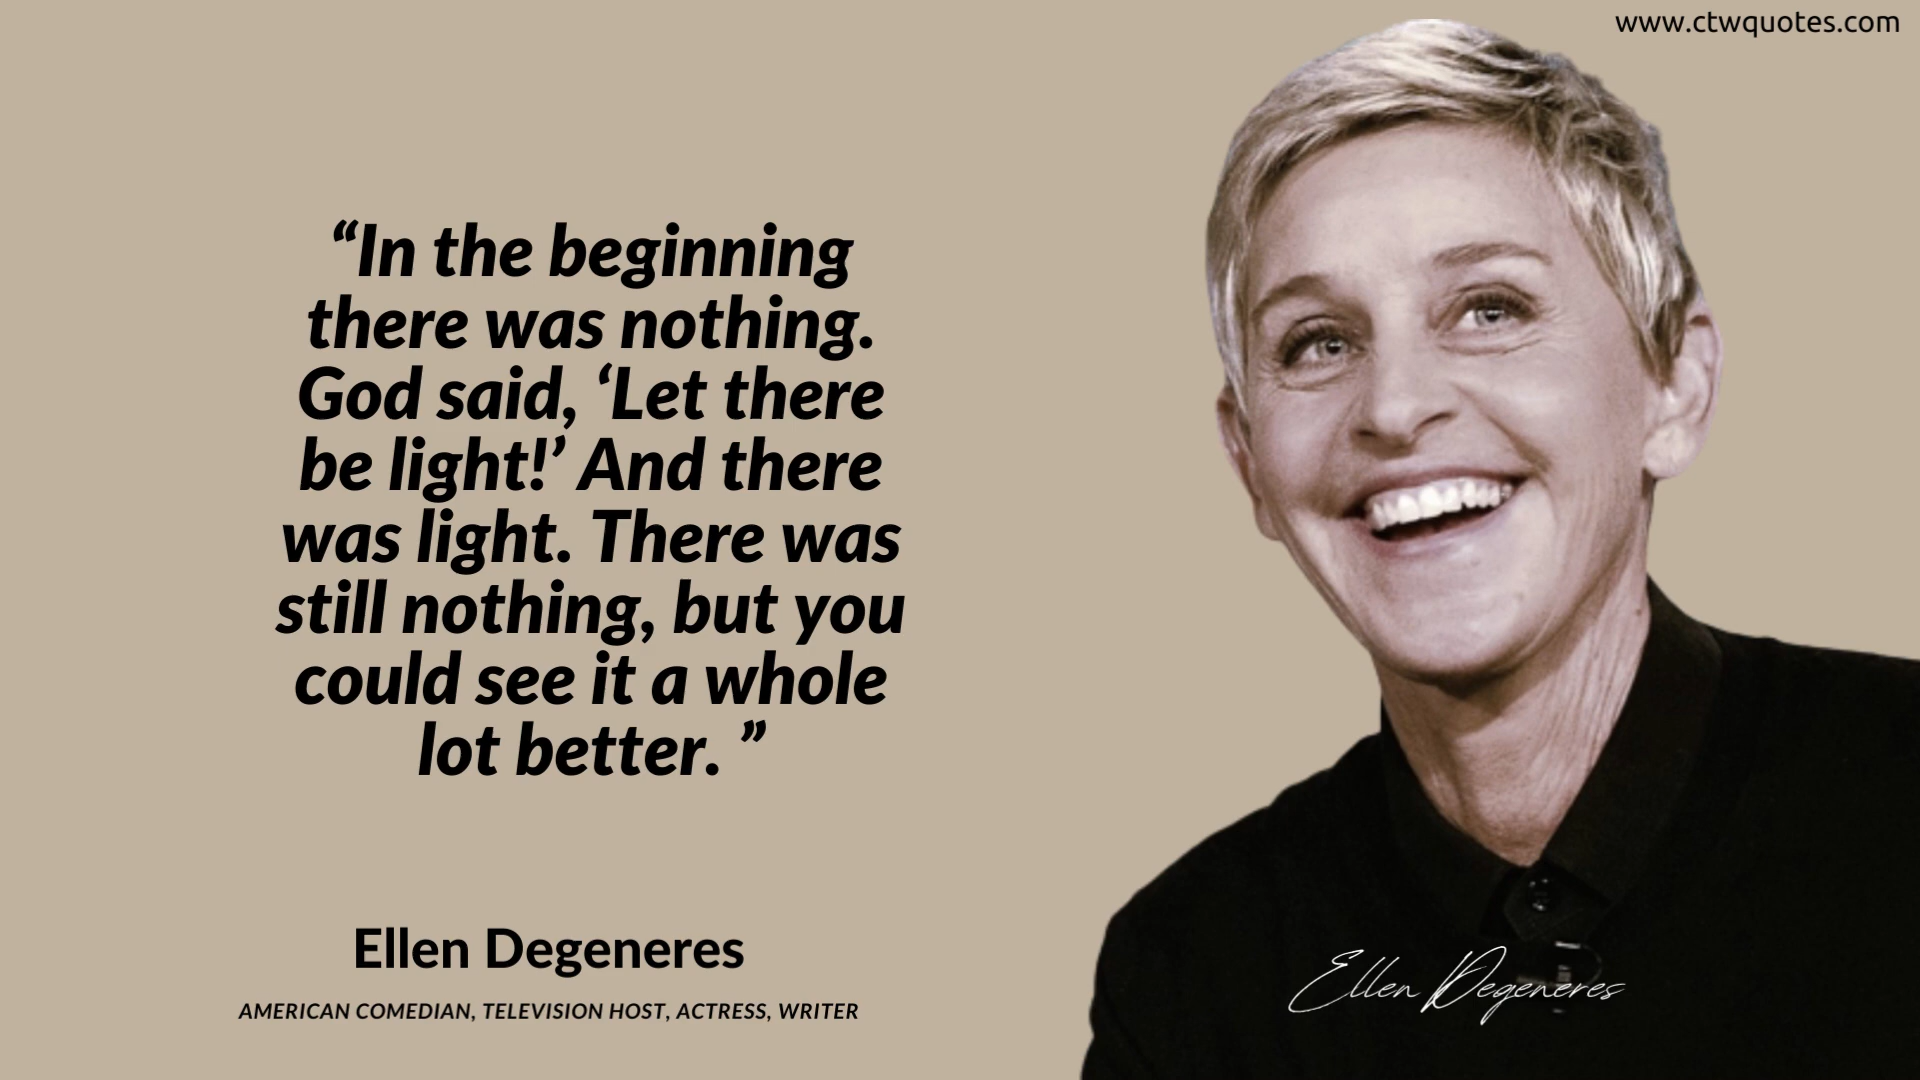 www.ctwquotes.com
“In the beginning
there was nothing.
God said, ‘Let there
be light!’ And there
was light. There was
still nothing, but you
could see it a whole
lot better. ”
Ellen Degeneres
AMERICAN COMEDIAN, TELEVISION HOST, ACTRESS, WRITER
Ellen Degeneres